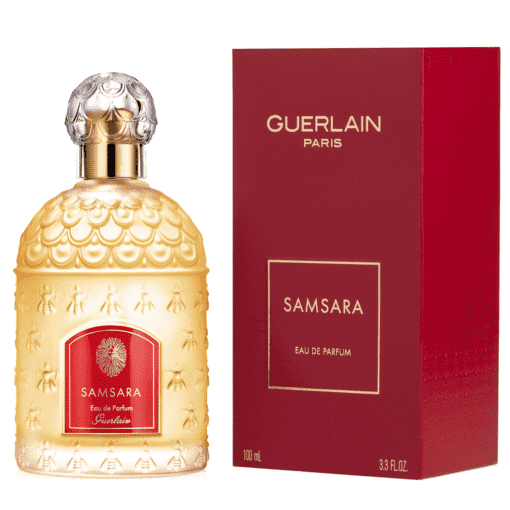 SAMSARA
Eau de Parfum
Guerlain
GUERLAIN
PARIS
SAMSARA
EAU DE PARFUM
100 mL
3.3 FL.OZ.